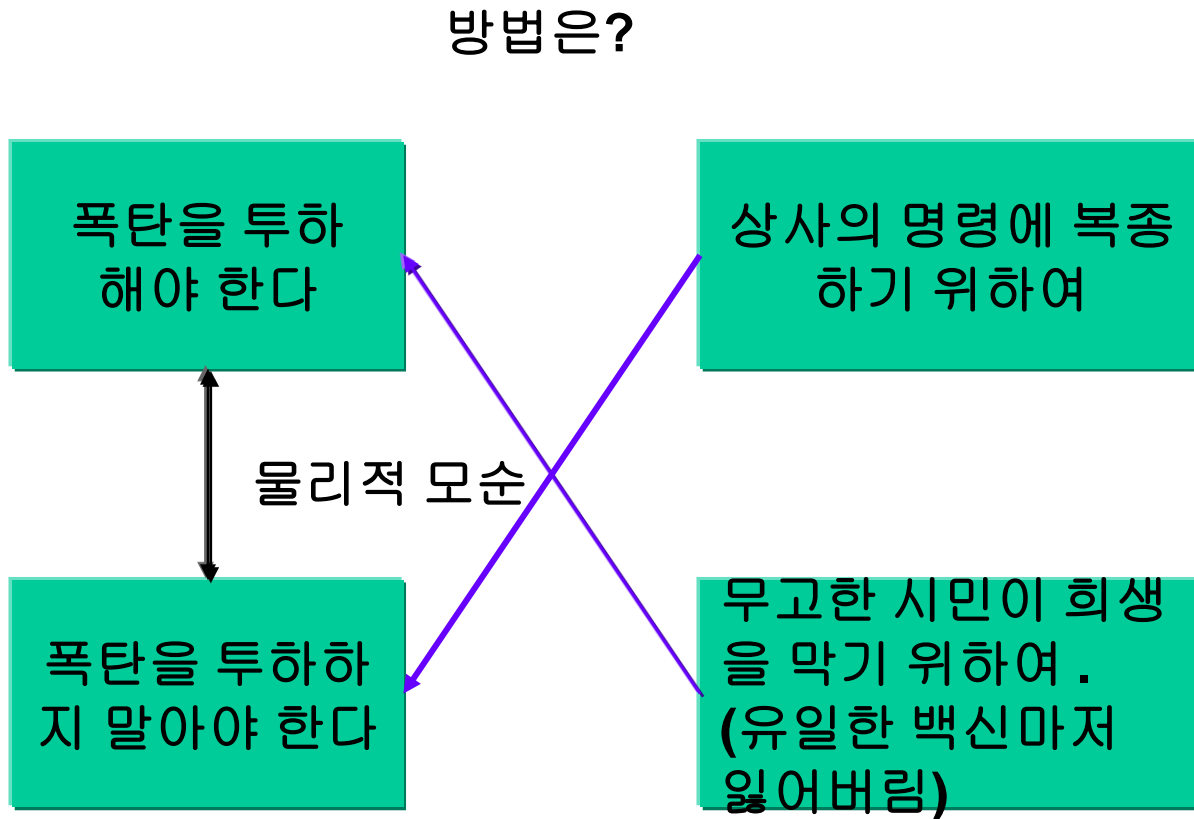 방법은?
폭탄을 투하
해야 한다
상사의 명령에 복종
하기 위하여
물리적 모순
폭탄을 투하하
지 말아야 한다
무고한 시민이 희생
을 막기 위하여 .
(유일한 백신마저
잃어버림)